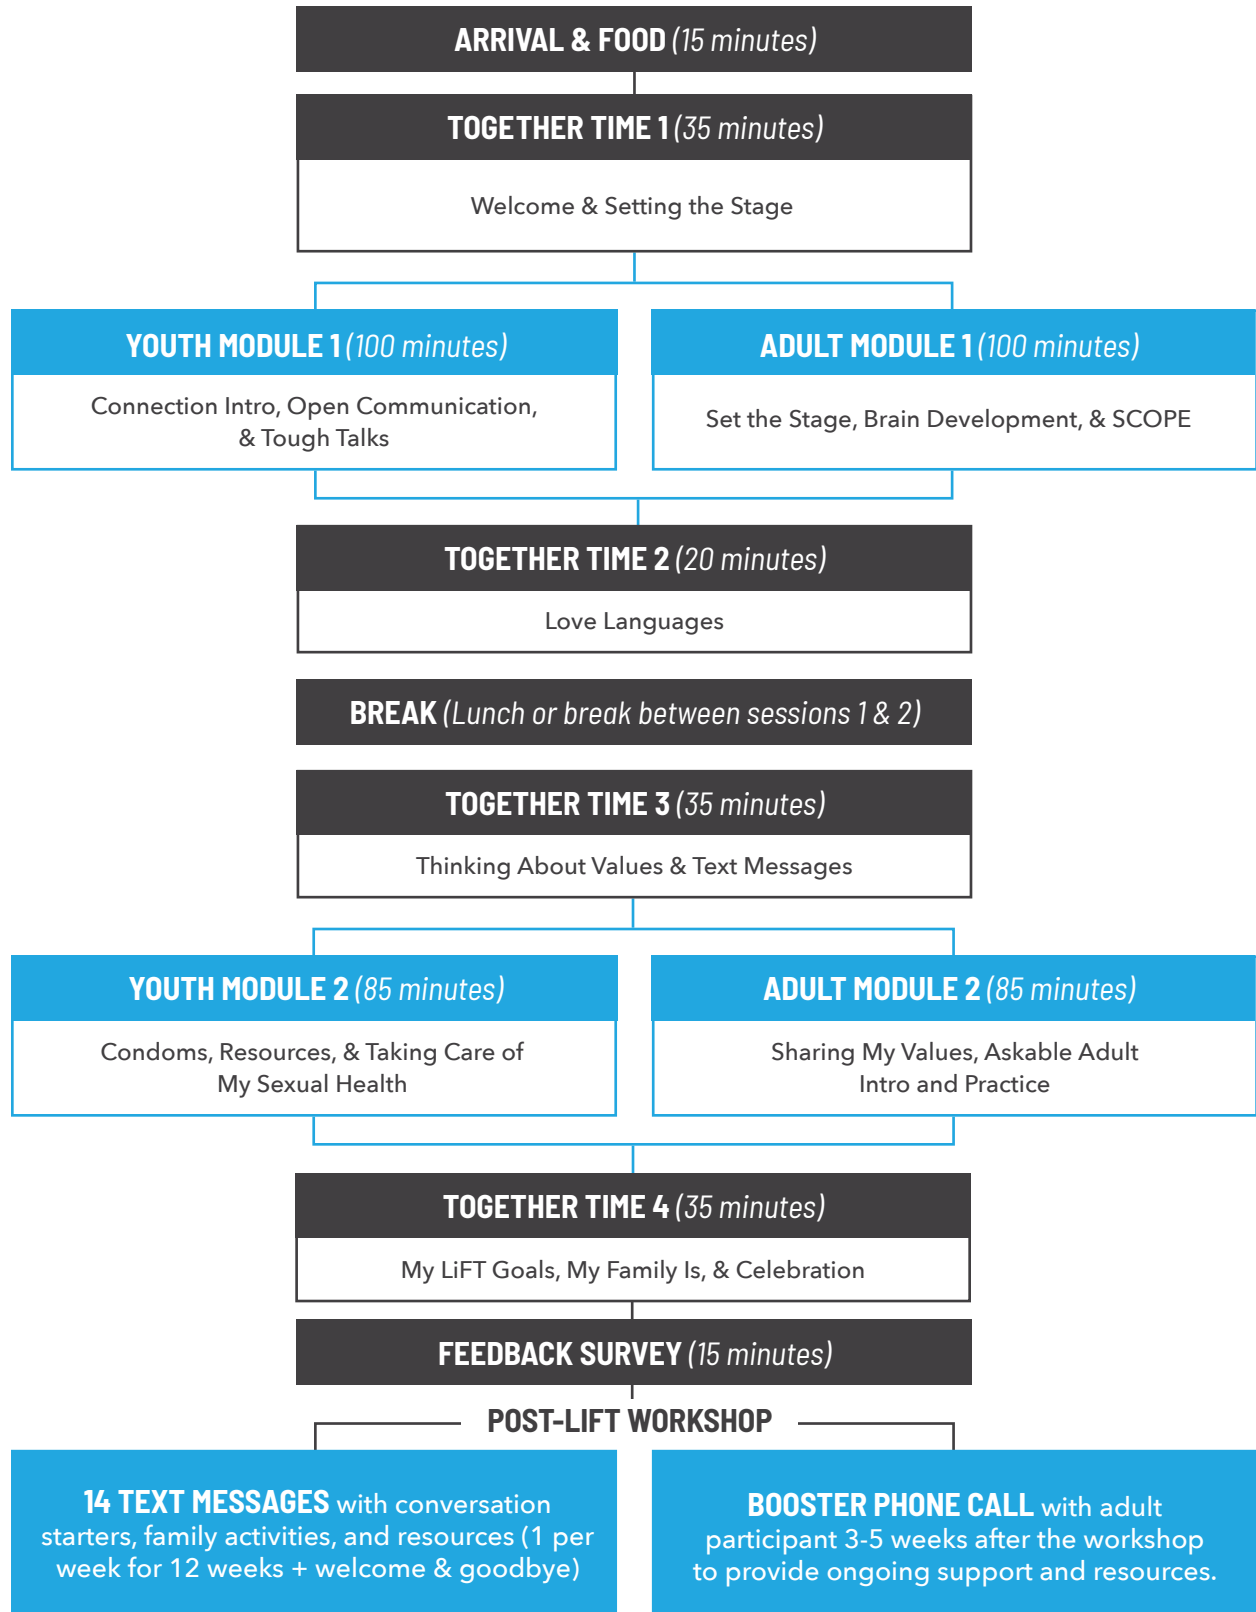 ARRIVAL & FOOD (15 minutes)
TOGETHER TIME 1 (35 minutes)
Welcome & Setting the Stage
YOUTH MODULE 1 (100 minutes)
Connection Intro, Open Communication,
& Tough Talks
ADULT MODULE 1 (100 minutes)
Set the Stage, Brain Development, & SCOPE
TOGETHER TIME 2 (20 minutes)
Love Languages
BREAK (Lunch or break between sessions 1 & 2)
TOGETHER TIME 3 (35 minutes)
Thinking About Values & Text Messages
YOUTH MODULE 2 (85 minutes)
Condoms, Resources, & Taking Care of
My Sexual Health
ADULT MODULE 2 (85 minutes)
Sharing My Values, Askable Adult
Intro and Practice
TOGETHER TIME 4 (35 minutes)
My LiFT Goals, My Family Is, & Celebration
FEEDBACK SURVEY (15 minutes)
POST-LIFT WORKSHOP
14 TEXT MESSAGES with conversation
starters, family activities, and resources (1 per
week for 12 weeks + welcome & goodbye)
BOOSTER PHONE CALL with adult
participant 3-5 weeks after the workshop
to provide ongoing support and resources.